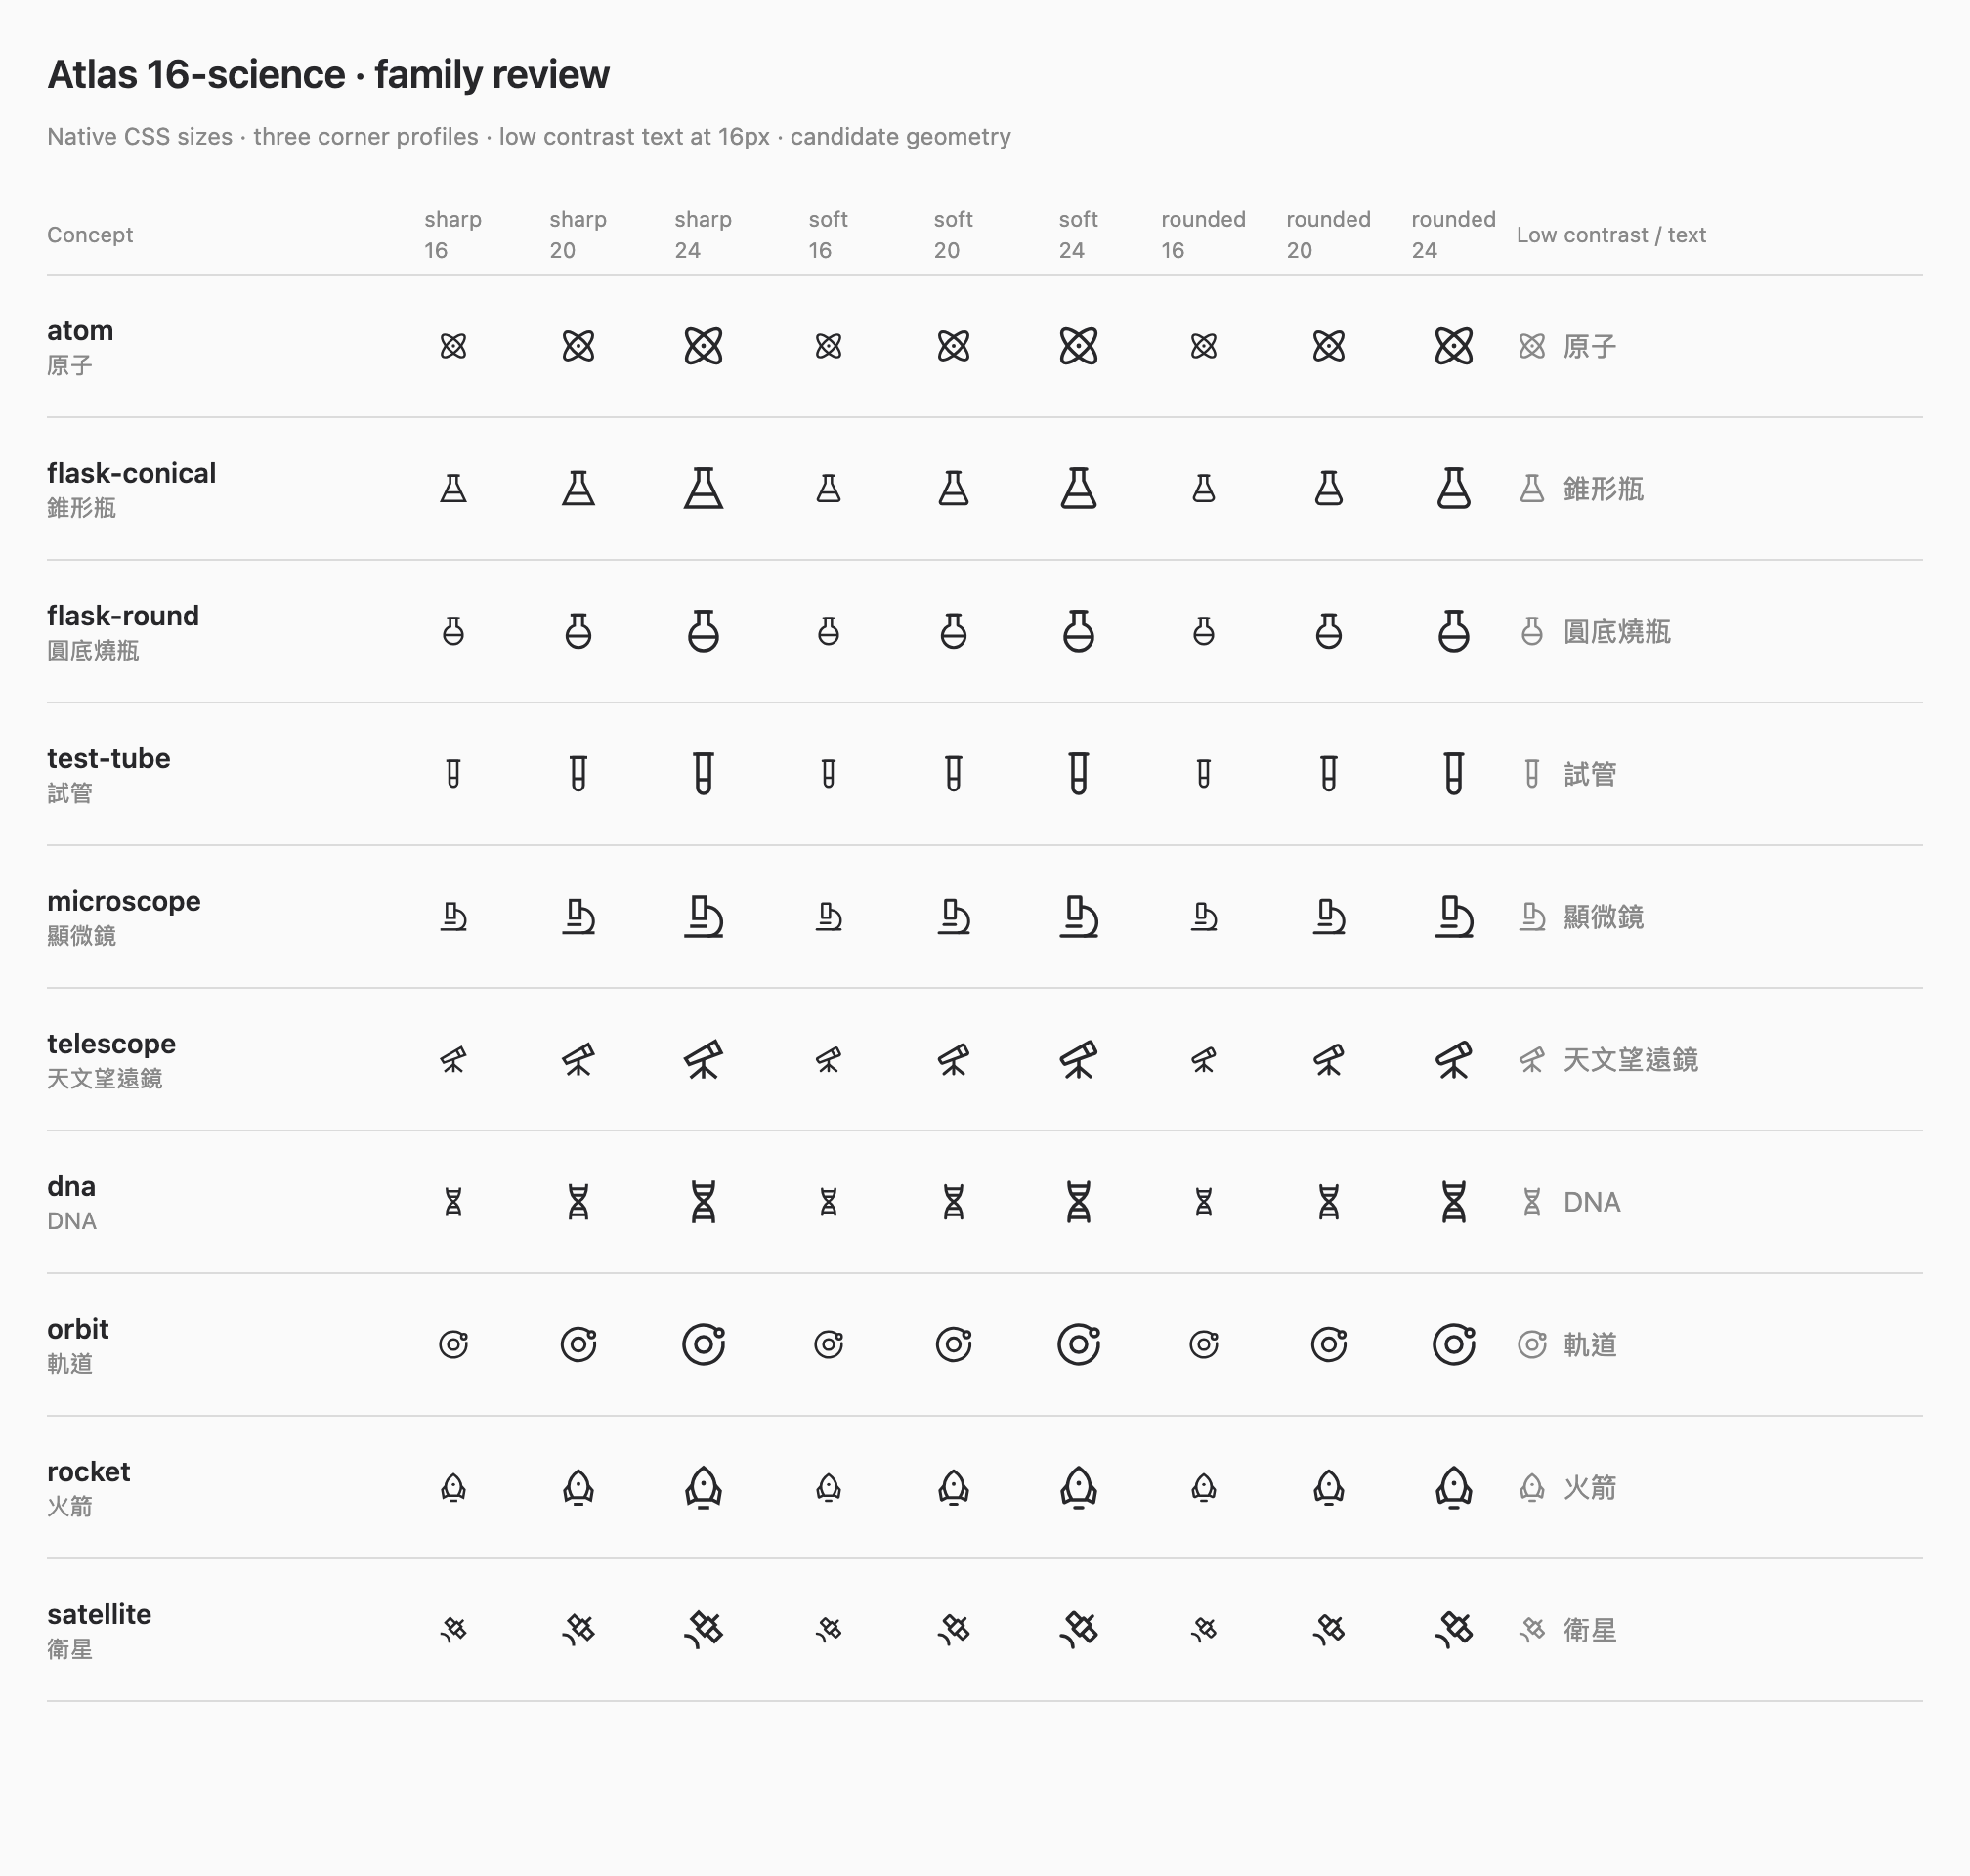 Atlas 16-science · family review
Native CSS sizes · three corner profiles · low contrast text at 16px · candidate geometry
Concept
sharp 16
sharp 20
sharp 24
soft 16
soft 20
soft 24
rounded 16
rounded 20
rounded 24
Low contrast / text
atom
原子
原子
flask-conical
錐形瓶
錐形瓶
flask-round
圓底燒瓶
圓底燒瓶
test-tube
試管
試管
microscope
顯微鏡
顯微鏡
telescope
天文望遠鏡
天文望遠鏡
dna
DNA
DNA
orbit
軌道
軌道
rocket
火箭
火箭
satellite
衛星
衛星